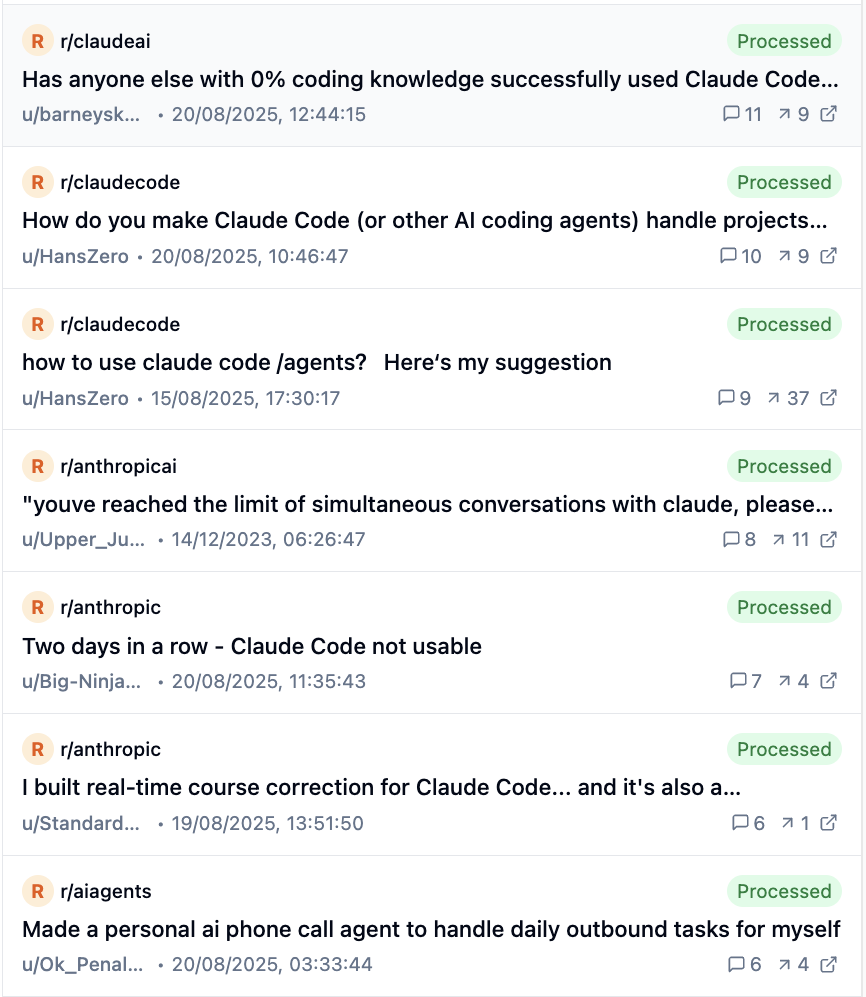 R r/claudeai Processed
Has anyone else with 0% coding knowledge successfully used Claude Code...
u/barneysk... • 20/08/2025, 12:44:15 11 9
R r/claudecode Processed
How do you make Claude Code (or other AI coding agents) handle projects...
u/HansZero • 20/08/2025, 10:46:47 10 9
R r/claudecode Processed
how to use claude code /agents? Here‘s my suggestion
u/HansZero • 15/08/2025, 17:30:17 9 37
R r/anthropicai Processed
"youve reached the limit of simultaneous conversations with claude, please...
u/Upper_Ju... • 14/12/2023, 06:26:47 8 11
R r/anthropic Processed
Two days in a row - Claude Code not usable
u/Big-Ninja... • 20/08/2025, 11:35:43 7 4
R r/anthropic Processed
I built real-time course correction for Claude Code... and it's also a...
u/Standard... • 19/08/2025, 13:51:50 6 1
R r/aiagents Processed
Made a personal ai phone call agent to handle daily outbound tasks for myself
u/Ok_Penal... • 20/08/2025, 03:33:44 6 4